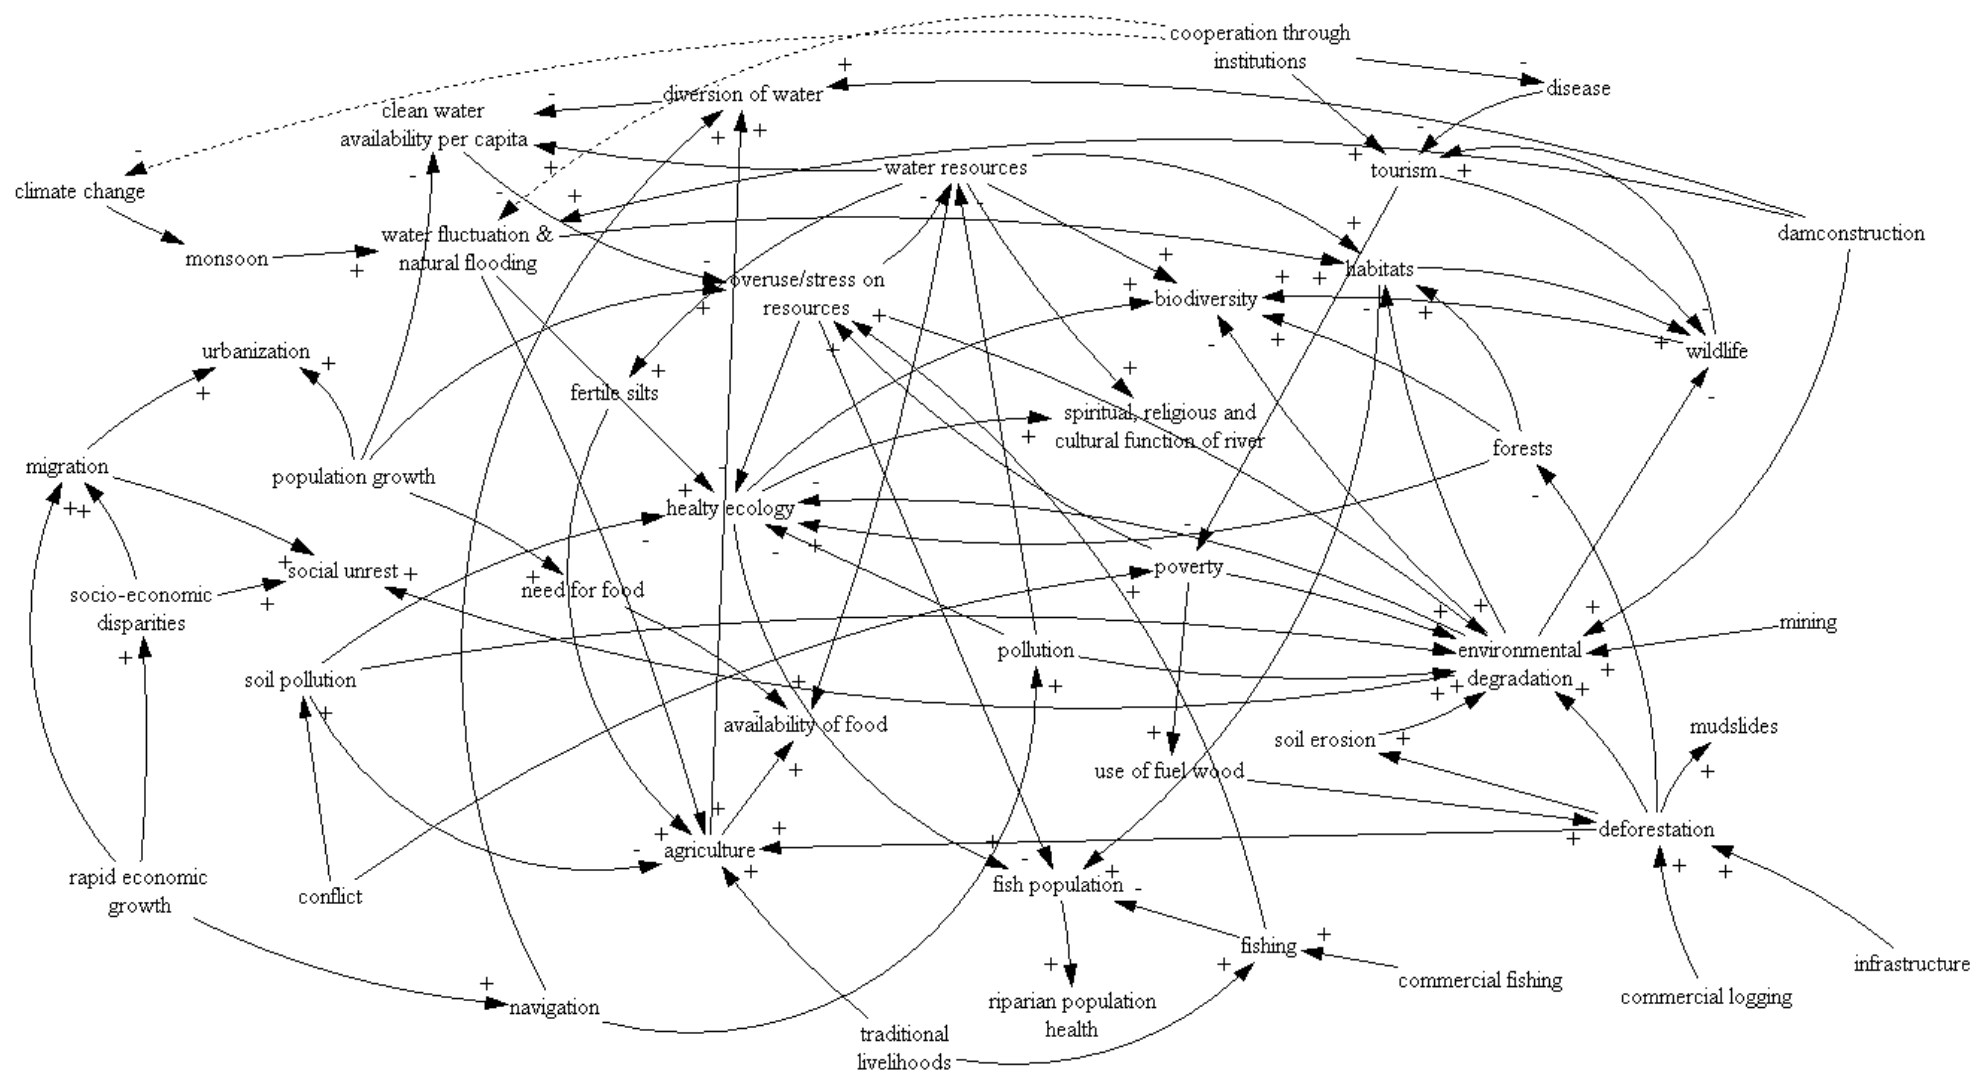 cooperation through
institutions
disease
diversion of water
clean water
availability per capita
water resources
tourism
climate change
damconstruction
water fluctuation &
natural flooding
monsoon
habitats
overuse/stress on
resources
biodiversity
urbanization
wildlife
fertile silts
spiritual, religious and
cultural function of river
forests
migration
population growth
healty ecology
social unrest
poverty
need for food
socio-economic
disparities
mining
pollution
environmental
degradation
soil pollution
availability of food
mudslides
soil erosion
use of fuel wood
deforestation
agriculture
rapid economic
growth
conflict
fish population
fishing
infrastructure
commercial fishing
commercial logging
navigation
riparian population
health
traditional
livelihoods